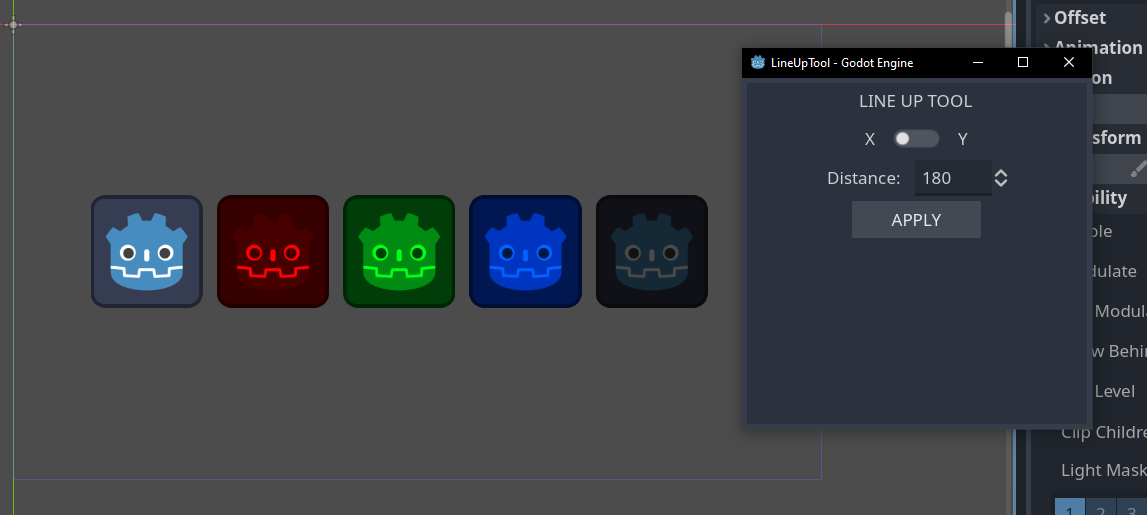 Offset
Animation
LineUpTool - Godot Engine
on
LINE UP TOOL
X Y
sform
Distance: 180
bility
APPLY
ble
dulate
Modula
w Behin
Level
Clip Childre
Light Mask
1 2 3